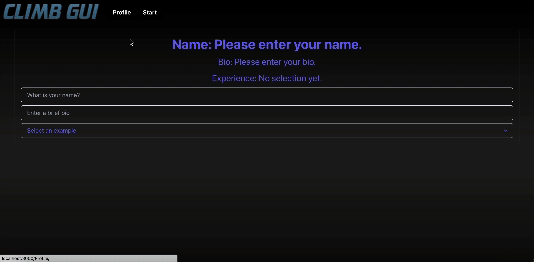 CLIMB GUI
Profile Start
Name: Please enter your name.
Bio: Please enter your bio.
Experience: No selection yet.
What is your name?
Enter a brief bio
Select an example